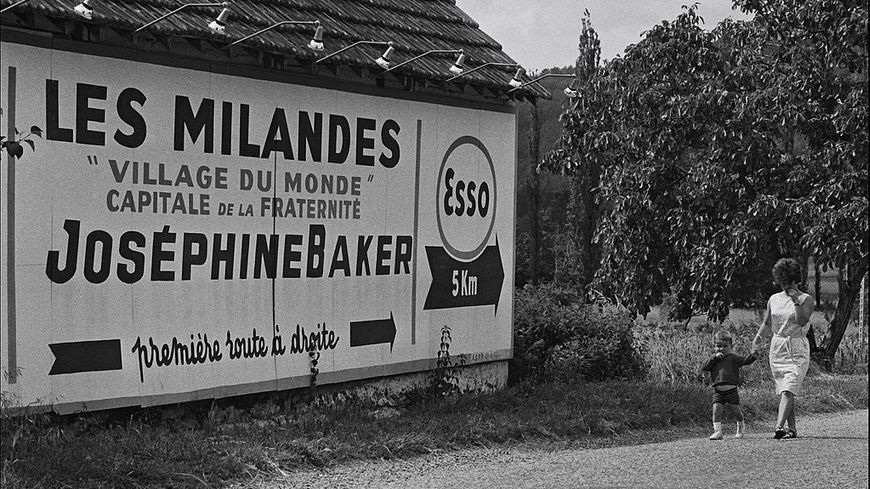 LES MILANDES
"VILLAGE DU MONDE"
CAPITALE DE LA FRATERNITÉ
JOSÉPHINE BAKER
première route à droite
Esso
5 Km